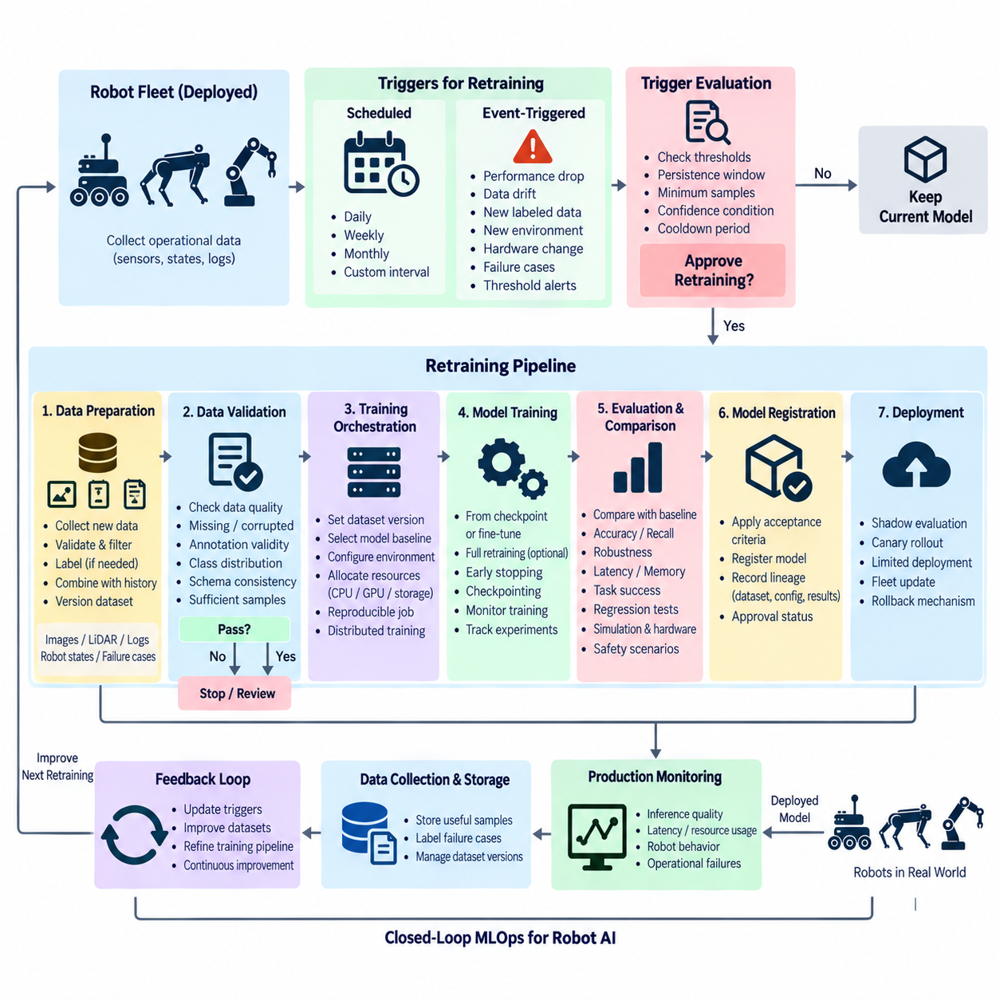 Robot Fleet (Deployed)
Collect operational data
(sensors, states, logs)
Triggers for Retraining
Scheduled
• Daily
• Weekly
• Monthly
• Custom interval
Event-Triggered
• Performance drop
• Data drift
• New labeled data
• New environment
• Hardware change
• Failure cases
• Threshold alerts
Trigger Evaluation
• Check thresholds
• Persistence window
• Minimum samples
• Confidence condition
• Cooldown period
Approve
Retraining?
No
Keep
Current Model
Yes
Retraining Pipeline
1. Data Preparation
• Collect new data
• Validate & filter
• Label (if needed)
• Combine with history
• Version dataset
Images / LiDAR / Logs
Robot states / Failure cases
2. Data Validation
• Check data quality
• Missing / corrupted
• Annotation validity
• Class distribution
• Schema consistency
• Sufficient samples
Pass?
No
Yes
Stop / Review
3. Training
Orchestration
• Set dataset version
• Select model baseline
• Configure environment
• Allocate resources
(CPU / GPU / storage)
• Reproducible job
• Distributed training
4. Model Training
• From checkpoint
or fine-tune
• Full retraining (optional)
• Early stopping
• Checkpointing
• Monitor training
• Track experiments
5. Evaluation &
Comparison
• Compare with baseline
• Accuracy / Recall
• Robustness
• Latency / Memory
• Task success
• Regression tests
• Simulation & hardware
• Safety scenarios
6. Model Registration
• Apply acceptance
criteria
• Register model
• Record lineage
(dataset, config, results)
• Approval status
7. Deployment
• Shadow evaluation
• Canary rollout
• Limited deployment
• Fleet update
• Rollback mechanism
Improve
Next Retraining
Feedback Loop
• Update triggers
• Improve datasets
• Refine training pipeline
• Continuous improvement
Data Collection & Storage
• Store useful samples
• Label failure cases
• Manage dataset versions
Production Monitoring
• Inference quality
• Latency / resource usage
• Robot behavior
• Operational failures
Deployed
Model
Robots in Real World
Closed-Loop MLOps for Robot AI